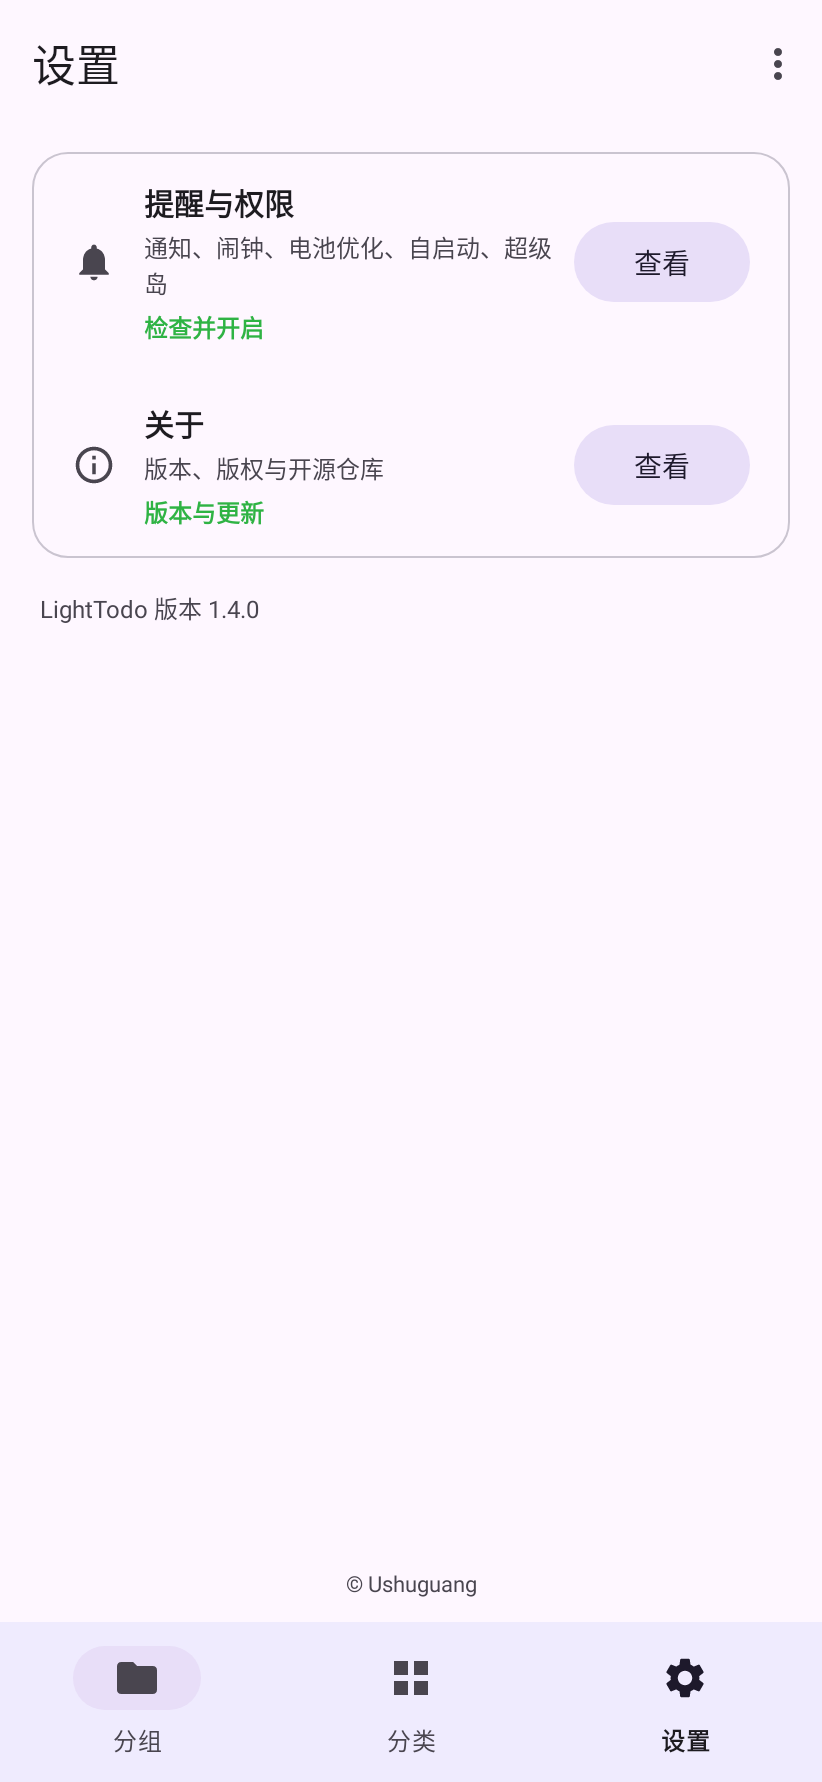 设置
提醒与权限
通知、闹钟、电池优化、自启动、超级
岛
检查并开启
查看
关于
版本、版权与开源仓库
版本与更新
查看
LightTodo 版本 1.4.0
© Ushuguang
分组
分类
设置